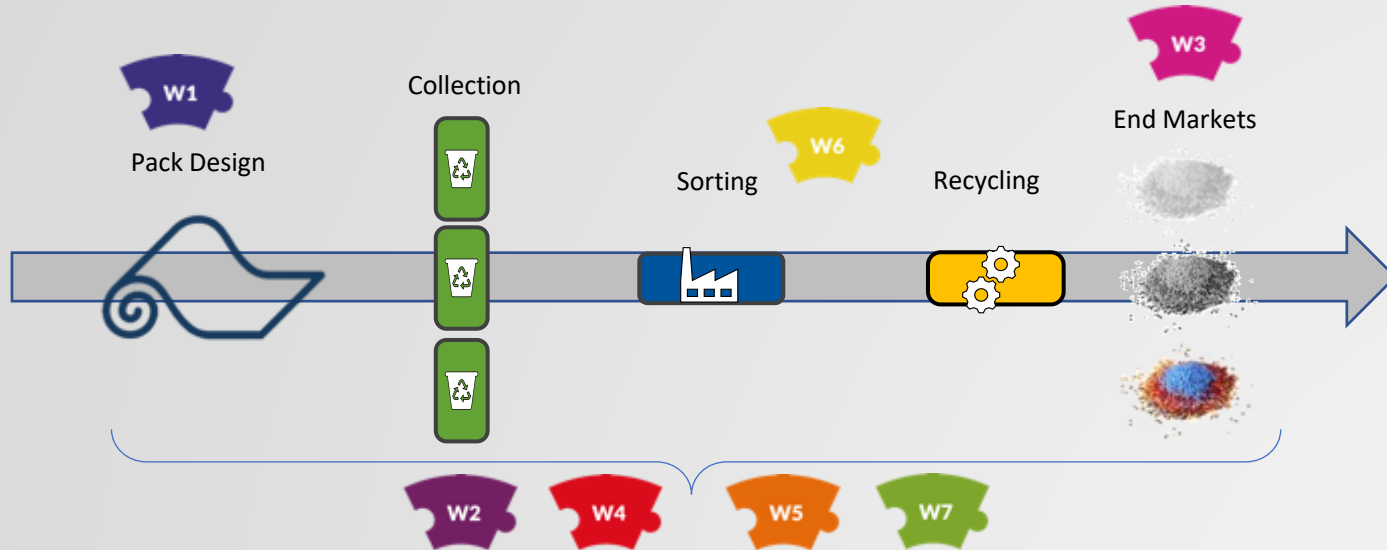 W1
Pack Design
Collection
Sorting
W6
Recycling
W3
End Markets
W2
W4
W5
W7